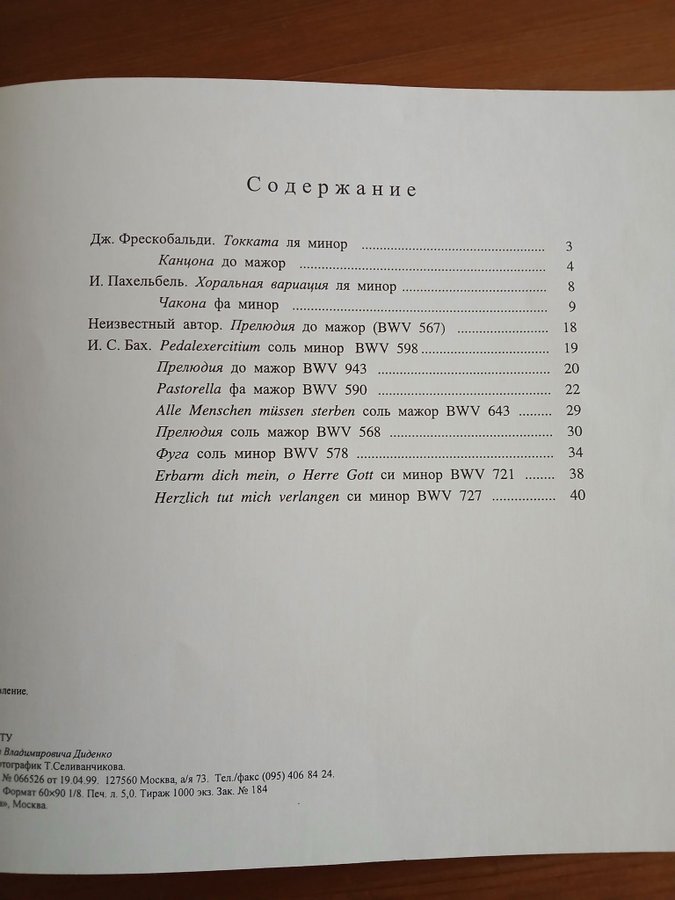 Содержание
Дж. Фрескобальди. Токката ля минор ........ 3
Канцона до мажор ........ 4
И. Пахельбель. Хоральная вариация ля минор ........ 8
Чакона фа минор ........ 9
Неизвестный автор. Прелюдия до мажор (BWV 567) ........ 18
И. С. Бах. Pedalexercitium соль минор BWV 598 ........ 19
Прелюдия до мажор BWV 943 ........ 20
Pastorella фа мажор BWV 590 ........ 22
Alle Menschen müssen sterben соль мажор BWV 643 ........ 29
Прелюдия соль мажор BWV 568 ........ 30
Фуга соль минор BWV 578 ........ 34
Erbarm dich mein, o Herre Gott си минор BWV 721 ........ 38
Herzlich tut mich verlangen си минор BWV 727 ........ 40
ление.
ТУ
Владимировича Диденко
тографик Т.Селиванчикова.
№ 066526 от 19.04.99. 127560 Москва, а/я 73. Тел./факс (095) 406 84 24.
Формат 60×90 1/8. Печ. л. 5,0. Тираж 1000 экз. Зак. № 184
а», Москва.